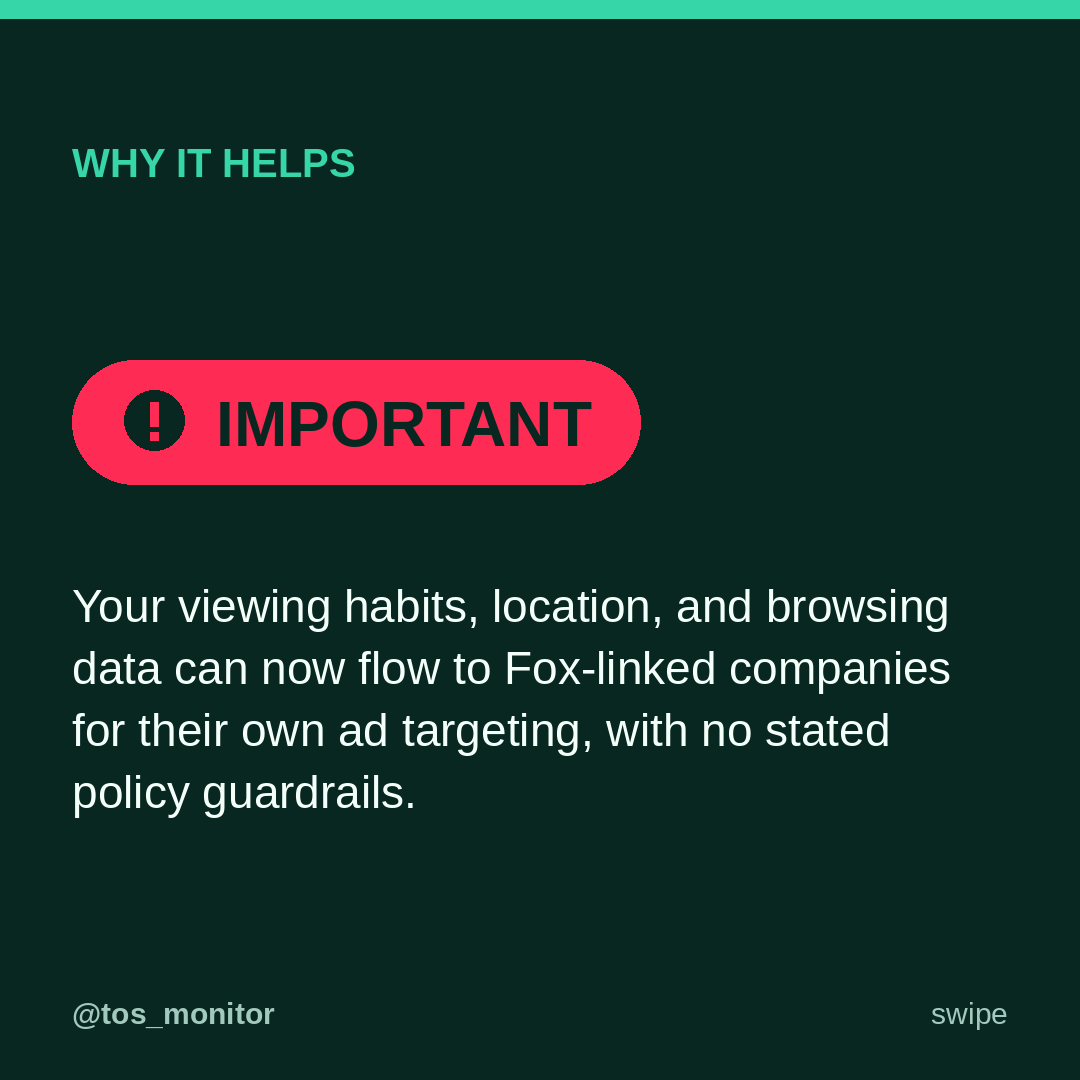 WHY IT HELPS
IMPORTANT
Your viewing habits, location, and browsing
data can now flow to Fox-linked companies
for their own ad targeting, with no stated
policy guardrails.
@tos_monitor
swipe